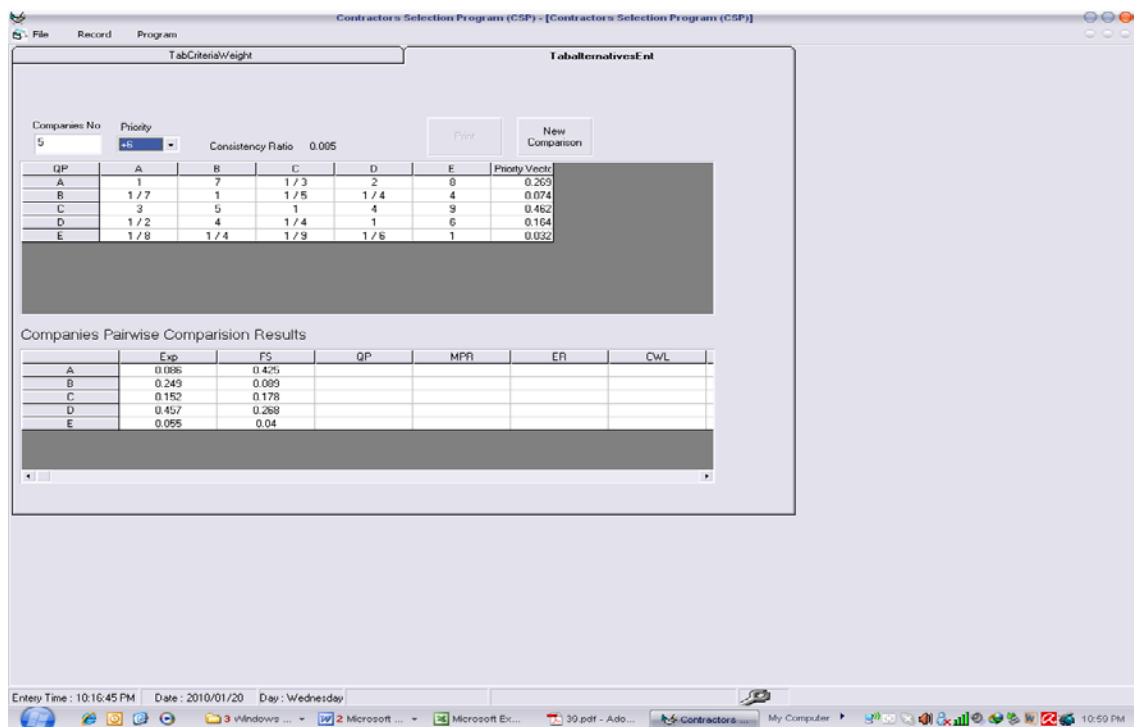 Contractors Selection Program (CSP) - [Contractors Selection Program (CSP)]
File Record Program
TabCriteriaWeight TabalternativesEnt
Companies No Priority
5 +6 Consistency Ratio 0.005 Print New Comparison
QP A B C D E Priorty Vectc
A 1 7 1 / 3 2 8 0.269
B 1 / 7 1 1 / 5 1 / 4 4 0.074
C 3 5 1 4 9 0.462
D 1 / 2 4 1 / 4 1 6 0.164
E 1 / 8 1 / 4 1 / 9 1 / 6 1 0.032
Companies Pairwise Comparision Results
Exp FS QP MPR ER CWL
A 0.086 0.425
B 0.249 0.089
C 0.152 0.178
D 0.457 0.268
E 0.055 0.04
Entery Time : 10:16:45 PM Date : 2010/01/20 Day : Wednesday
3 Windows ... 2 Microsoft ... Microsoft Ex... 39.pdf - Ado... Contractors ... My Computer 10:59 PM